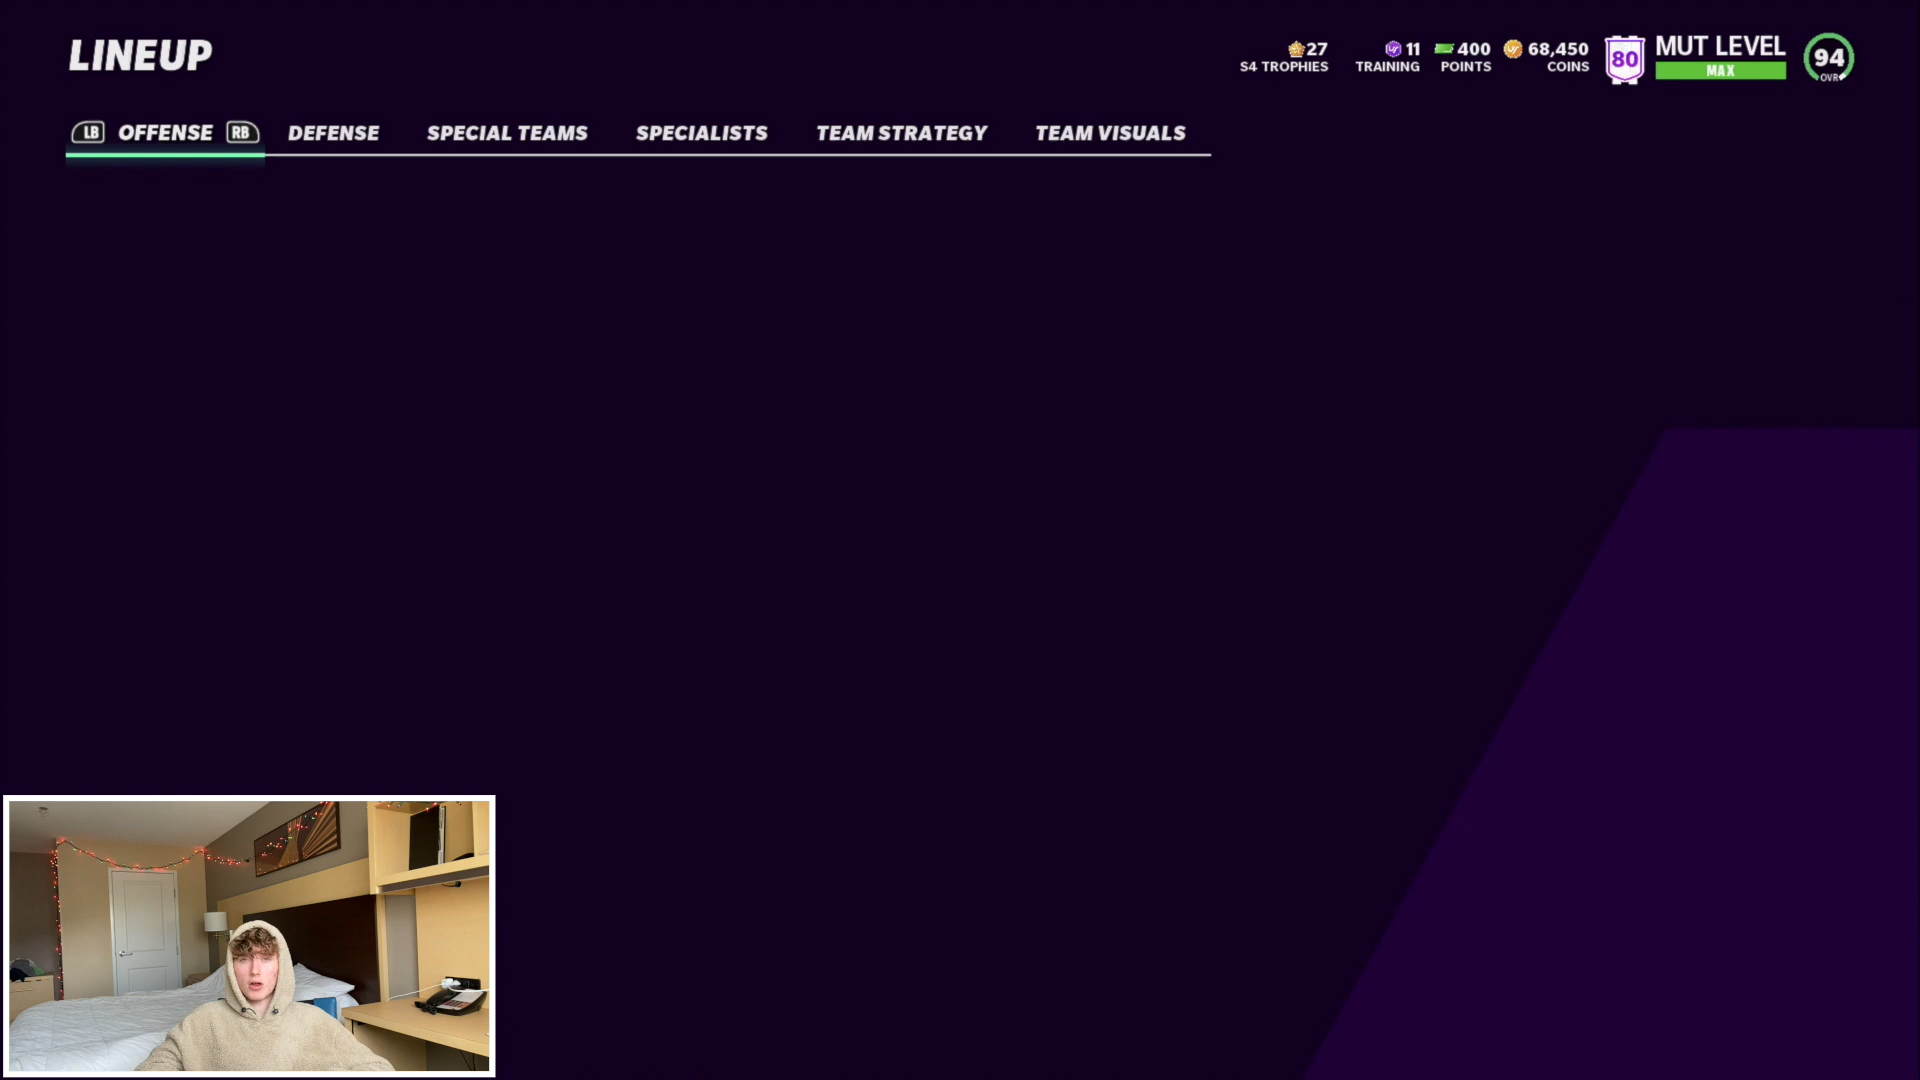 LINEUP
27
S4 TROPHIES
11
TRAINING
400
POINTS
68,450
COINS
80
MUT LEVEL
MAX
94
OVR
LB OFFENSE RB DEFENSE SPECIAL TEAMS SPECIALISTS TEAM STRATEGY TEAM VISUALS